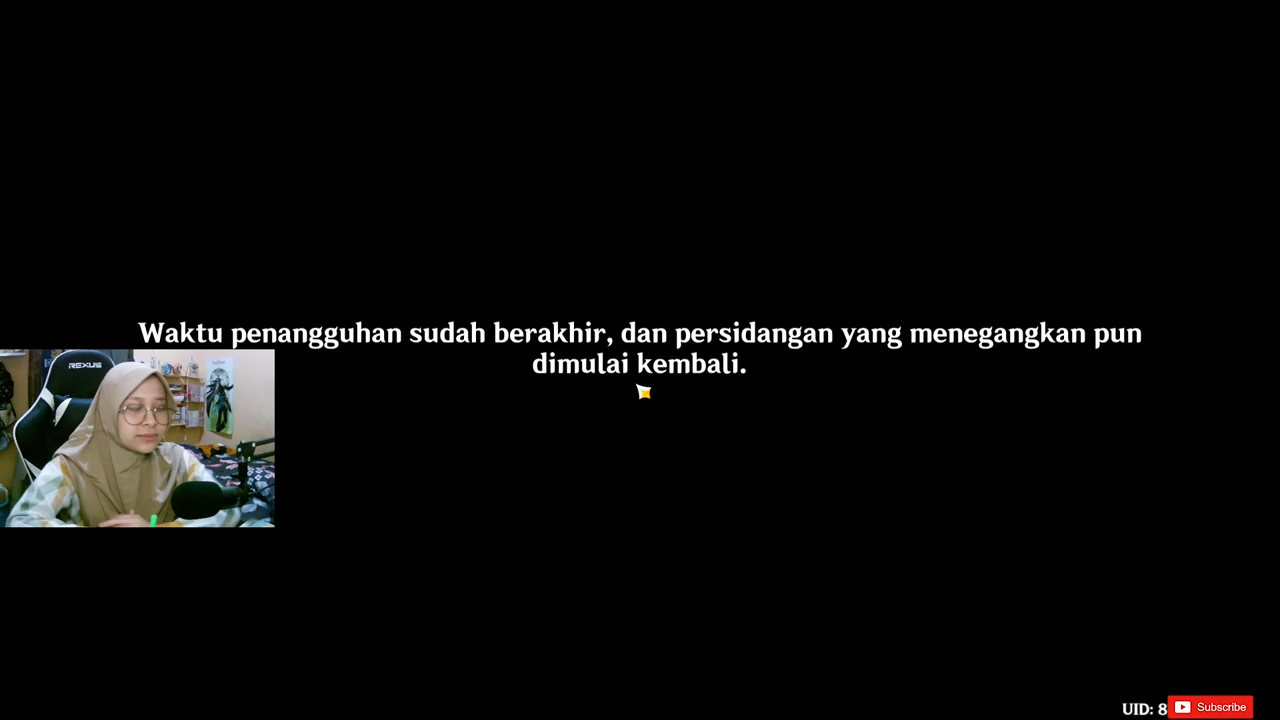 Waktu penangguhan sudah berakhir, dan persidangan yang menegangkan pun
dimulai kembali.
REXUS
UID: 8
Subscribe